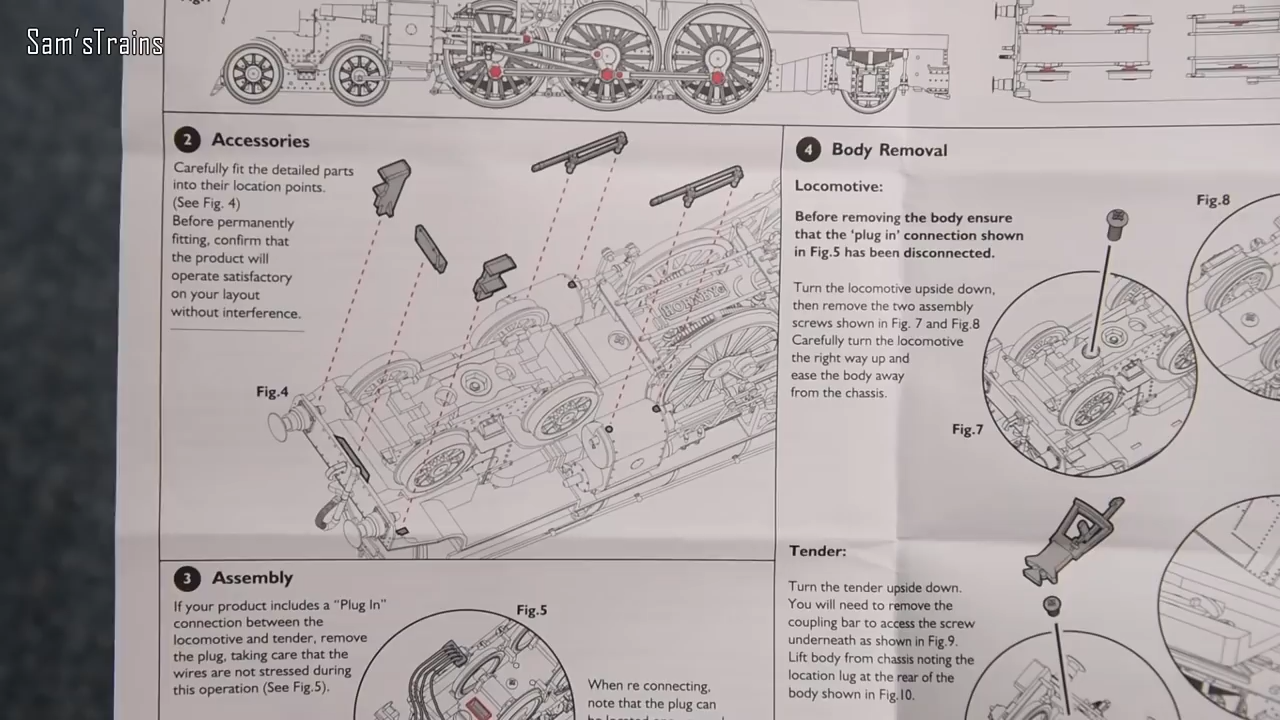 Sam'sTrains
2 Accessories
Carefully fit the detailed parts
into their location points.
(See Fig. 4)
Before permanently
fitting, confirm that
the product will
operate satisfactory
on your layout
without interference.
Fig.4
HORNBY
3 Assembly
If your product includes a "Plug In"
connection between the
locomotive and tender, remove
the plug, taking care that the
wires are not stressed during
this operation (See Fig.5).
Fig.5
When re connecting,
note that the plug can
4 Body Removal
Locomotive:
Before removing the body ensure
that the 'plug in' connection shown
in Fig.5 has been disconnected.
Turn the locomotive upside down,
then remove the two assembly
screws shown in Fig. 7 and Fig.8
Carefully turn the locomotive
the right way up and
ease the body away
from the chassis.
Fig.8
Fig.7
Tender:
Turn the tender upside down.
You will need to remove the
coupling bar to access the screw
underneath as shown in Fig.9.
Lift body from chassis noting the
location lug at the rear of the
body shown in Fig.10.